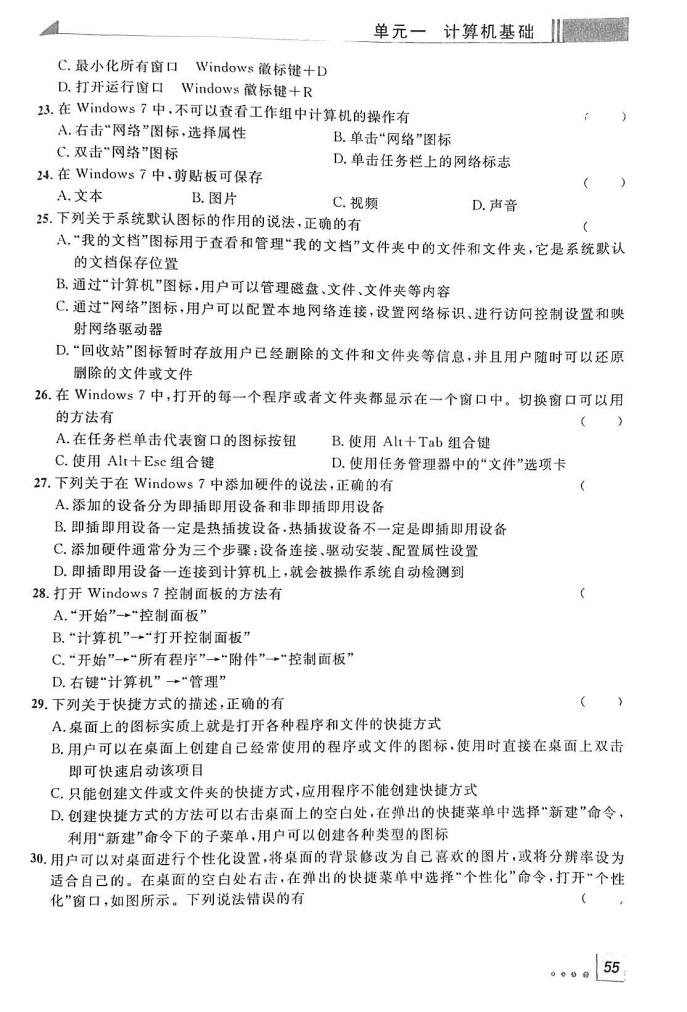 单元一 计算机基础
C. 最小化所有窗口 Windows 徽标键＋D
D. 打开运行窗口 Windows 徽标键＋R
23. 在 Windows 7 中,不可以查看工作组中计算机的操作有 ( )
A. 右击“网络”图标,选择属性 B. 单击“网络”图标
C. 双击“网络”图标 D. 单击任务栏上的网络标志
24. 在 Windows 7 中,剪贴板可保存 ( )
A. 文本 B. 图片 C. 视频 D. 声音
25. 下列关于系统默认图标的作用的说法,正确的有 (
A. “我的文档”图标用于查看和管理“我的文档”文件夹中的文件和文件夹,它是系统默认
的文档保存位置
B. 通过“计算机”图标,用户可以管理磁盘、文件、文件夹等内容
C. 通过“网络”图标,用户可以配置本地网络连接,设置网络标识、进行访问控制设置和映
射网络驱动器
D. “回收站”图标暂时存放用户已经删除的文件和文件夹等信息,并且用户随时可以还原
删除的文件或文件
26. 在 Windows 7 中,打开的每一个程序或者文件夹都显示在一个窗口中。切换窗口可以用
的方法有 ( )
A. 在任务栏单击代表窗口的图标按钮 B. 使用 Alt＋Tab 组合键
C. 使用 Alt＋Esc 组合键 D. 使用任务管理器中的“文件”选项卡
27. 下列关于在 Windows 7 中添加硬件的说法,正确的有 (
A. 添加的设备分为即插即用设备和非即插即用设备
B. 即插即用设备一定是热插拔设备,热插拔设备不一定是即插即用设备
C. 添加硬件通常分为三个步骤:设备连接、驱动安装、配置属性设置
D. 即插即用设备一连接到计算机上,就会被操作系统自动检测到
28. 打开 Windows 7 控制面板的方法有 (
A. “开始”→“控制面板”
B. “计算机”→“打开控制面板”
C. “开始”→“所有程序”→“附件”→“控制面板”
D. 右键“计算机” →“管理”
29. 下列关于快捷方式的描述,正确的有 ( )
A. 桌面上的图标实质上就是打开各种程序和文件的快捷方式
B. 用户可以在桌面上创建自己经常使用的程序或文件的图标,使用时直接在桌面上双击
即可快速启动该项目
C. 只能创建文件或文件夹的快捷方式,应用程序不能创建快捷方式
D. 创建快捷方式的方法可以右击桌面上的空白处,在弹出的快捷菜单中选择“新建”命令,
利用“新建”命令下的子菜单,用户可以创建各种类型的图标
30. 用户可以对桌面进行个性化设置,将桌面的背景修改为自己喜欢的图片,或将分辨率设为
适合自己的。在桌面的空白处右击,在弹出的快捷菜单中选择“个性化”命令,打开“个性
化”窗口,如图所示。下列说法错误的有 (
55